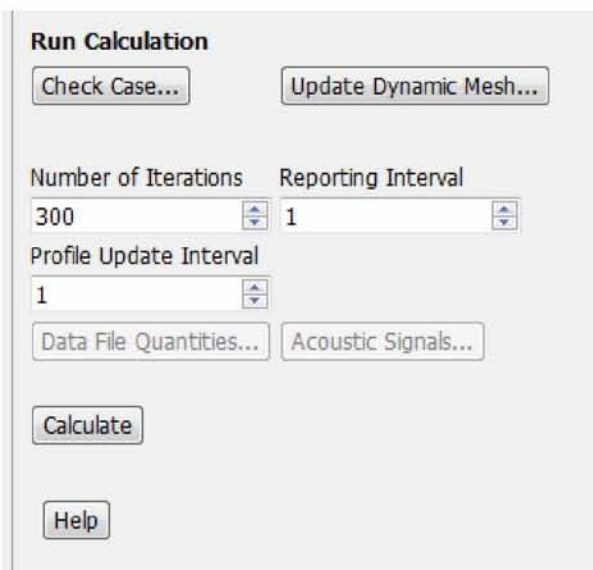 Run Calculation
Check Case... Update Dynamic Mesh...
Number of Iterations Reporting Interval
300 1
Profile Update Interval
1
Data File Quantities... Acoustic Signals...
Calculate
Help